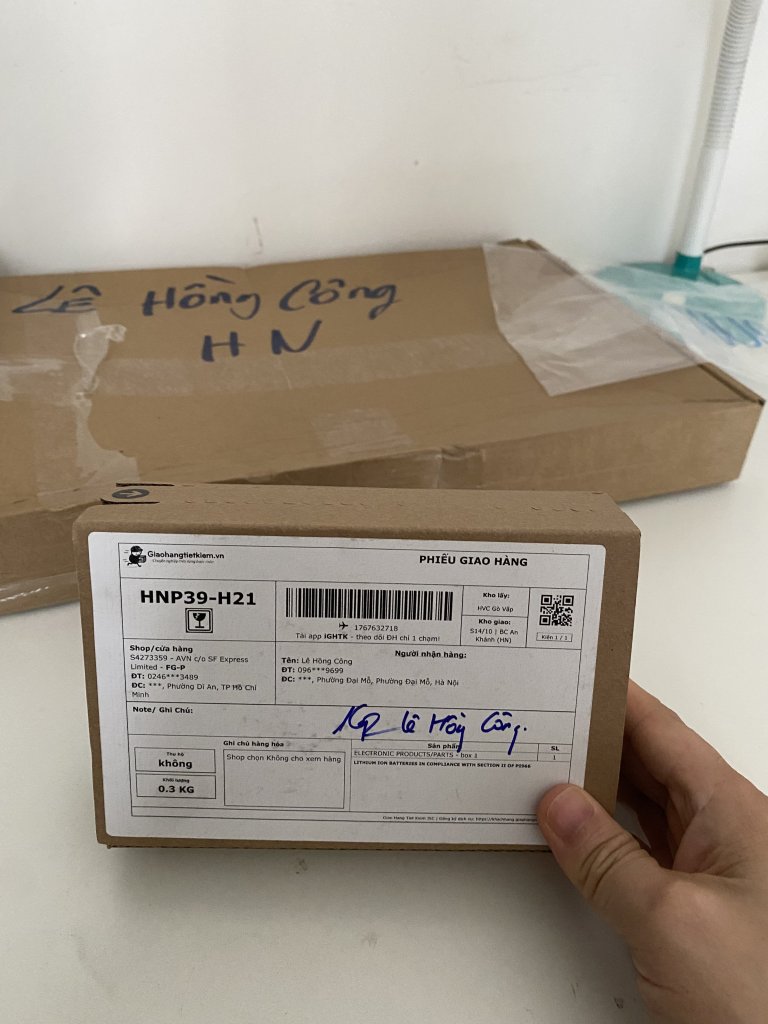 LÊ Hồng Công
HN
Giaohangtietkiem.vn
PHIẾU GIAO HÀNG
HNP39-H21
1767632718
Tải app iGHTK - theo dõi ĐH chỉ 1 chạm!
Kho lấy:
HVC Gò Vấp
Kho giao:
S14/10 | BC An
Khánh (HN)
Kiện 1 / 1
Shop/cửa hàng
S4273359 - AVN c/o SF Express
Limited - FG-P
ĐT: 0246***3489
ĐC: ***, Phường Dĩ An, TP Hồ Chí
Minh
Người nhận hàng:
Tên: Lê Hồng Công
ĐT: 096***9699
ĐC: ***, Phường Đại Mỗ, Phường Đại Mỗ, Hà Nội
Note/ Ghi Chú:
Lê Hồng Công.
Thu hộ
không
Khối lượng
0.3 KG
Ghi chú hàng hóa
Shop chọn Không cho xem hàng
Sản phẩm
SL
ELECTRONIC PRODUCTS/PARTS - box 1
1
LITHIUM ION BATTERIES IN COMPLIANCE WITH SECTION II OF PI966